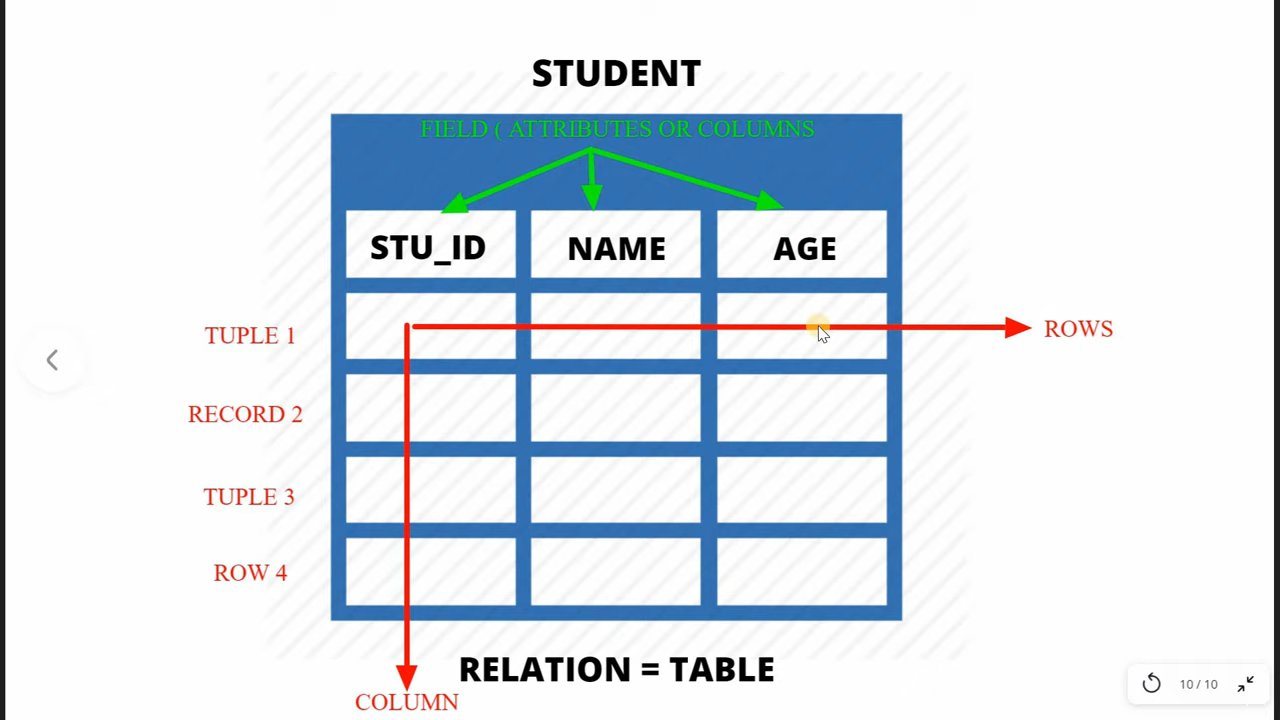 STUDENT
FIELD ( ATTRIBUTES OR COLUMNS
STU_ID NAME AGE
TUPLE 1
ROWS
RECORD 2
TUPLE 3
ROW 4
RELATION = TABLE
COLUMN
10 / 10